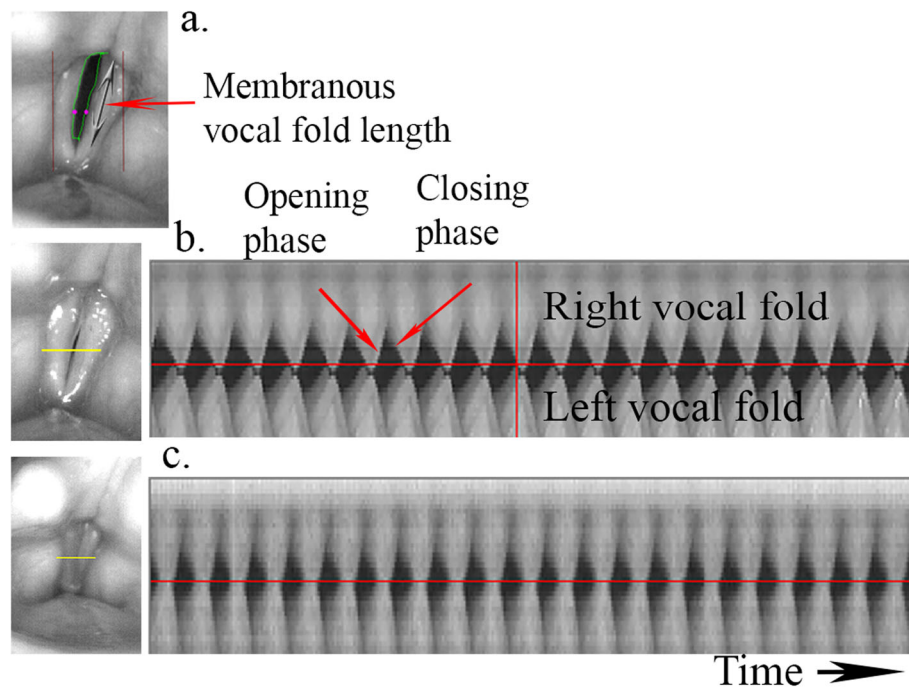 a.
Membranous
vocal fold length
Opening
phase
Closing
phase
b.
Right vocal fold
Left vocal fold
c.
Time